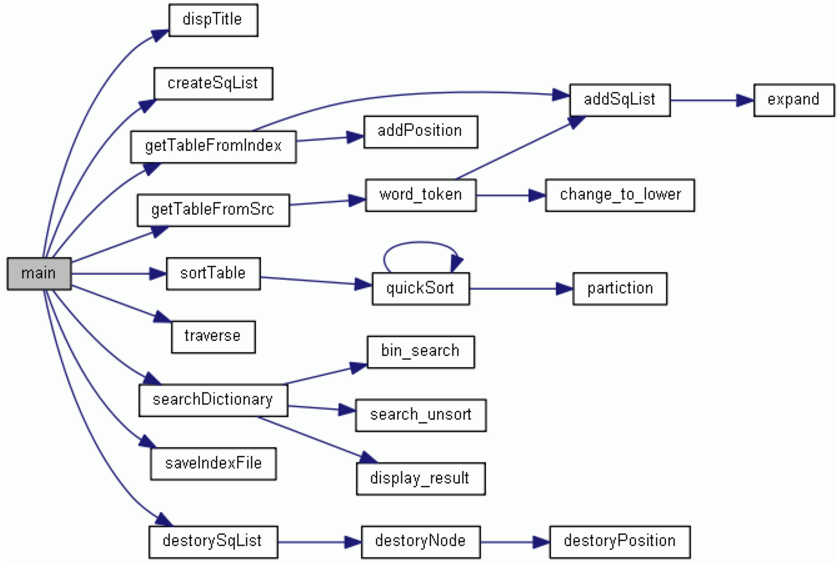 dispTitle
createSqList
addSqList
expand
addPosition
getTableFromIndex
word_token
change_to_lower
getTableFromSrc
main
sortTable
quickSort
partiction
traverse
bin_search
searchDictionary
search_unsort
saveIndexFile
display_result
destorySqList
destoryNode
destoryPosition